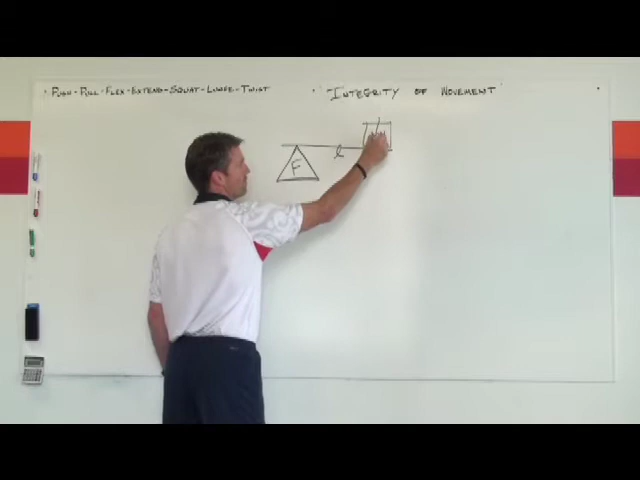 · Push-Pull-Flex-Extend-Squat-Lunge-Twist
· Integrity of Movement
F
l